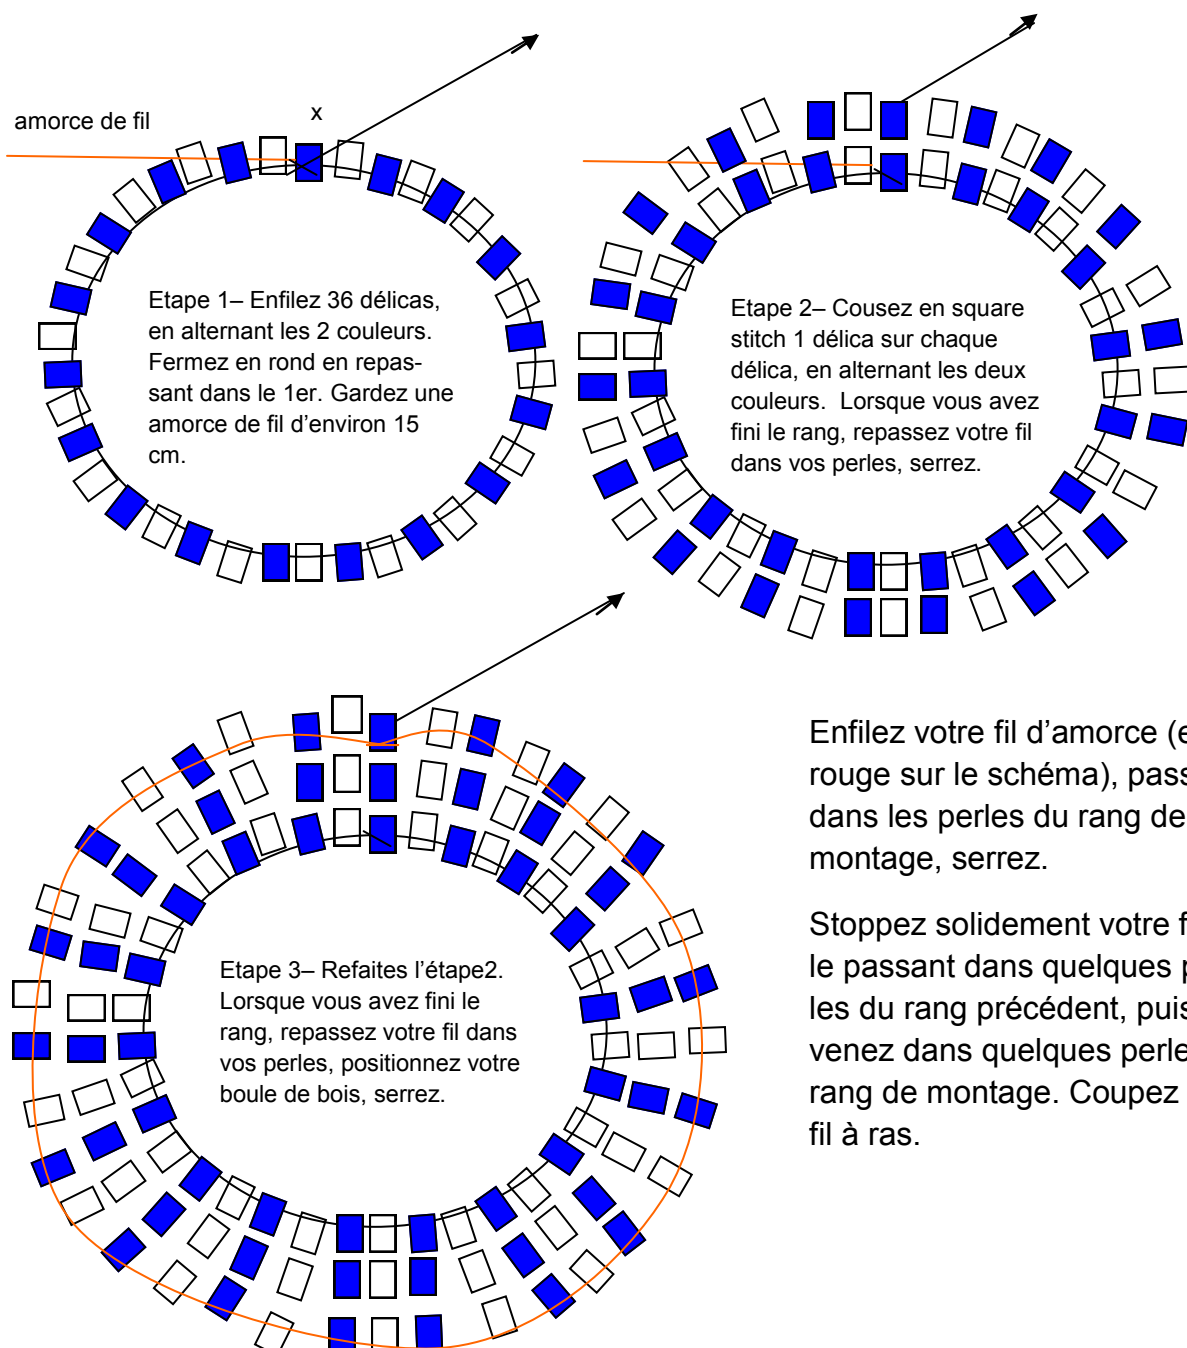 amorce de fil
x
Etape 1– Enfilez 36 délicas,
en alternant les 2 couleurs.
Fermez en rond en repas-
sant dans le 1er. Gardez une
amorce de fil d'environ 15
cm.
Etape 2– Cousez en square
stitch 1 délica sur chaque
délica, en alternant les deux
couleurs. Lorsque vous avez
fini le rang, repassez votre fil
dans vos perles, serrez.
Etape 3– Refaites l'étape2.
Lorsque vous avez fini le
rang, repassez votre fil dans
vos perles, positionnez votre
boule de bois, serrez.
Enfilez votre fil d'amorce (e
rouge sur le schéma), pass
dans les perles du rang de
montage, serrez.
Stoppez solidement votre f
le passant dans quelques p
les du rang précédent, puis
venez dans quelques perle
rang de montage. Coupez
fil à ras.